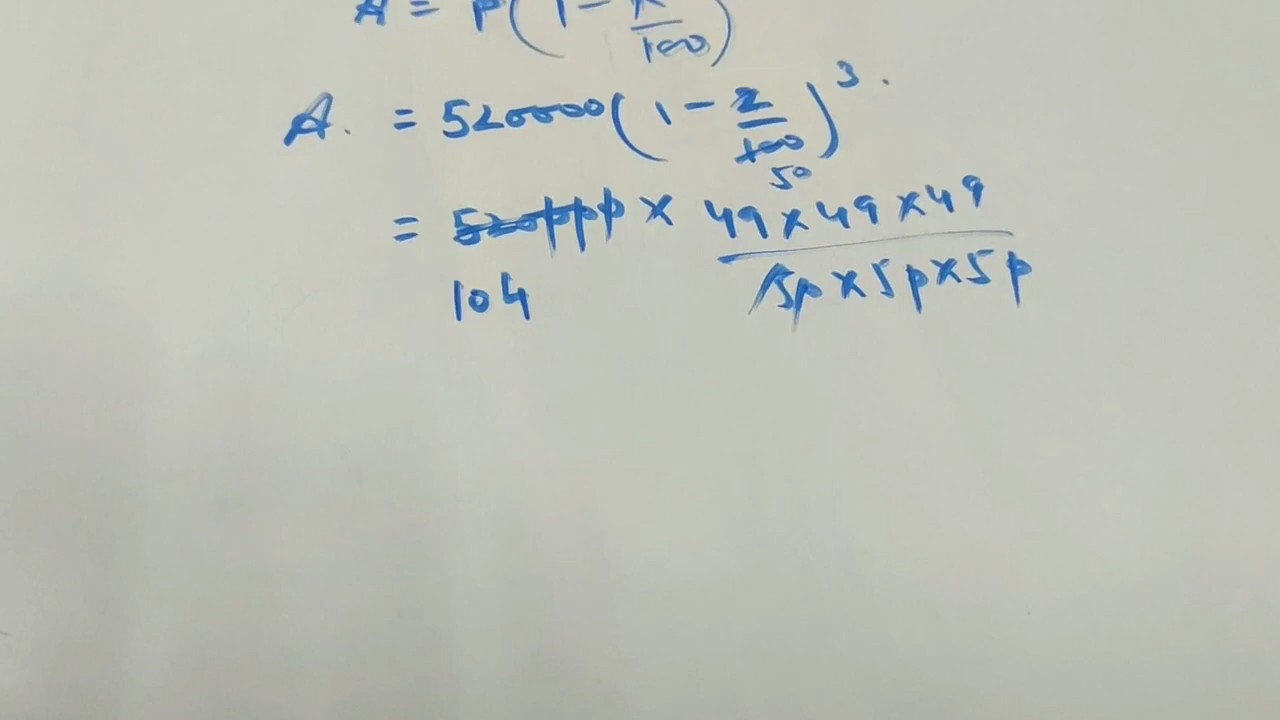 A = P(1 - r/100)
A. = 520000(1 - 2/100)³.
50
= 520000 × 49×49×49/50×50×50
104